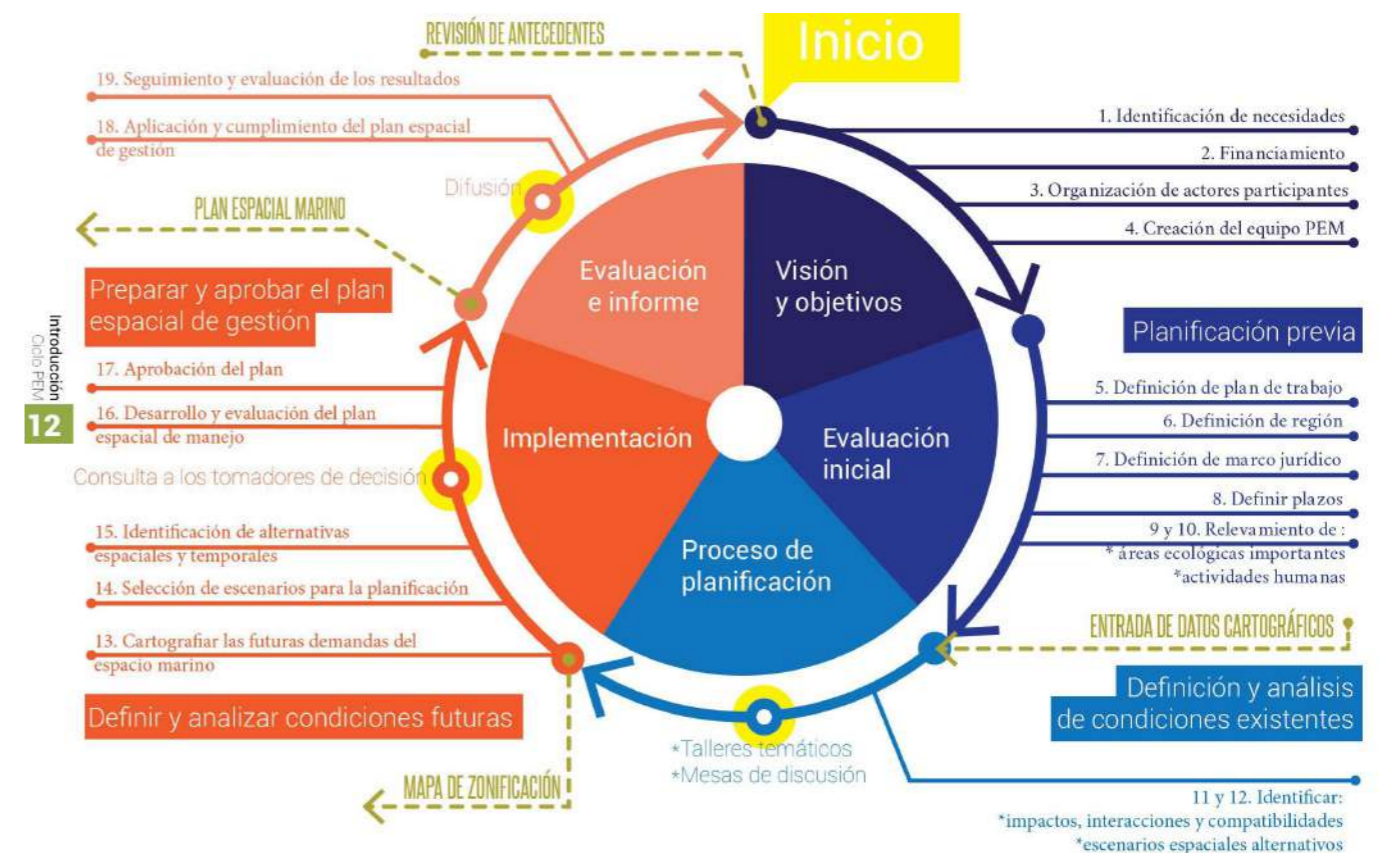 REVISIÓN DE ANTECEDENTES
Inicio
19. Seguimiento y evaluación de los resultados
18. Aplicación y cumplimiento del plan espacial
de gestión
Difusión
PLAN ESPACIAL MARINO
Preparar y aprobar el plan
espacial de gestión
17. Aprobación del plan
16. Desarrollo y evaluación del plan
espacial de manejo
Consulta a los tomadores de decisión
15. Identificación de alternativas
espaciales y temporales
14. Selección de escenarios para la planificación
13. Cartografiar las futuras demandas del
espacio marino
Definir y analizar condiciones futuras
MAPA DE ZONIFICACIÓN
Introducción
Ciclo PEM
12
Evaluación
e informe
Visión
y objetivos
Implementación
Evaluación
inicial
Proceso de
planificación
*Talleres temáticos
*Mesas de discusión
1. Identificación de necesidades
2. Financiamiento
3. Organización de actores participantes
4. Creación del equipo PEM
Planificación previa
5. Definición de plan de trabajo
6. Definición de región
7. Definición de marco jurídico
8. Definir plazos
9 y 10. Relevamiento de :
* áreas ecológicas importantes
*actividades humanas
ENTRADA DE DATOS CARTOGRÁFICOS
Definición y análisis
de condiciones existentes
11 y 12. Identificar:
*impactos, interacciones y compatibilidades
*escenarios espaciales alternativos